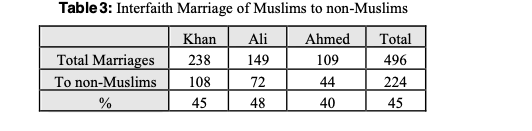 Table 3: Interfaith Marriage of Muslims to non-Muslims
Khan Ali Ahmed Total
Total Marriages 238 149 109 496
To non-Muslims 108 72 44 224
% 45 48 40 45